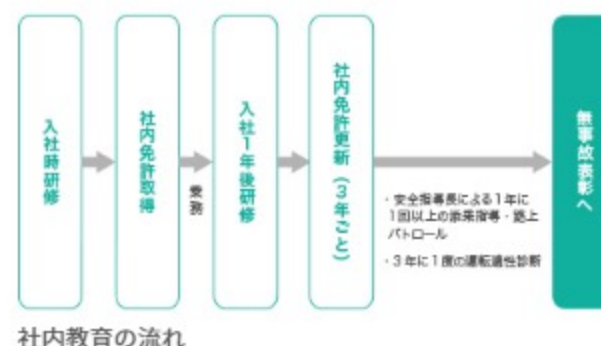 入社時研修
社内免許取得
乗務
入社1年後研修
社内免許更新（3年ごと）
・安全指導長による1年に
1回以上の添乗指導・路上
パトロール
・3年に1度の運転適性診断
無事故表彰へ
社内教育の流れ